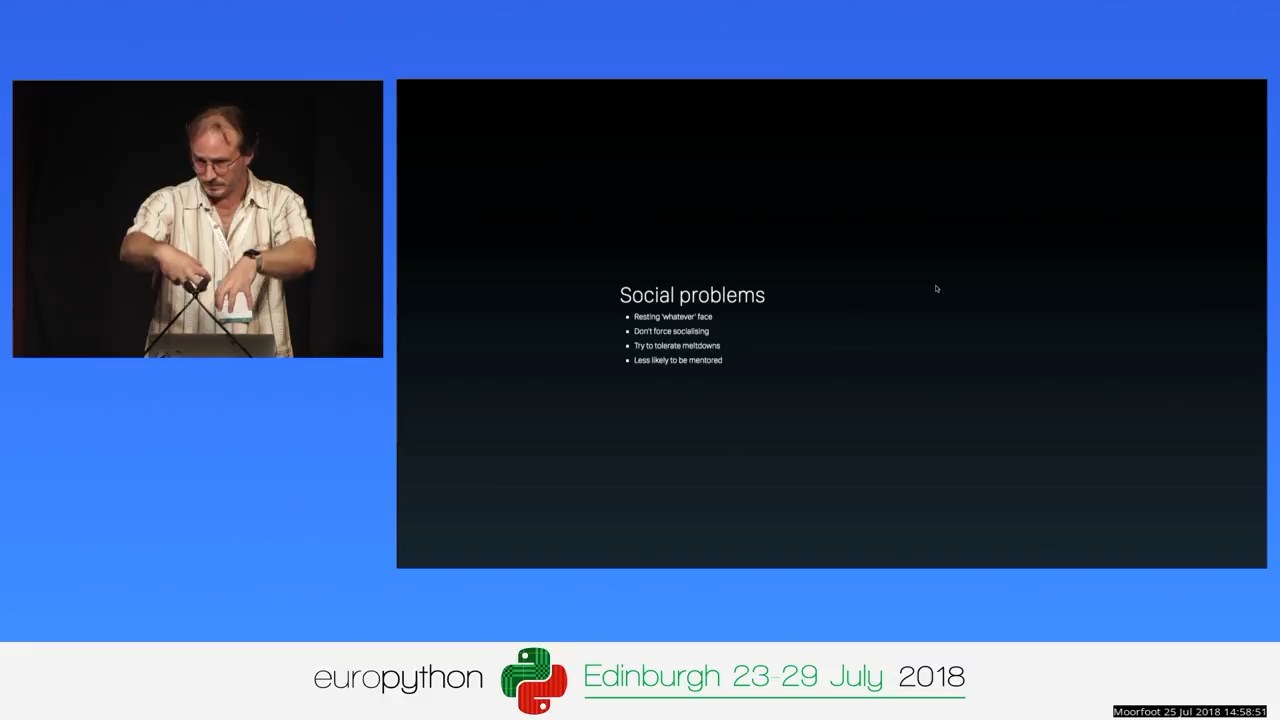 Social problems
Resting 'whatever' face
Don't force socialising
Try to tolerate meltdowns
Less likely to be mentored
europython Edinburgh 23-29 July 2018
Moorfoot 25 Jul 2018 14:58:51